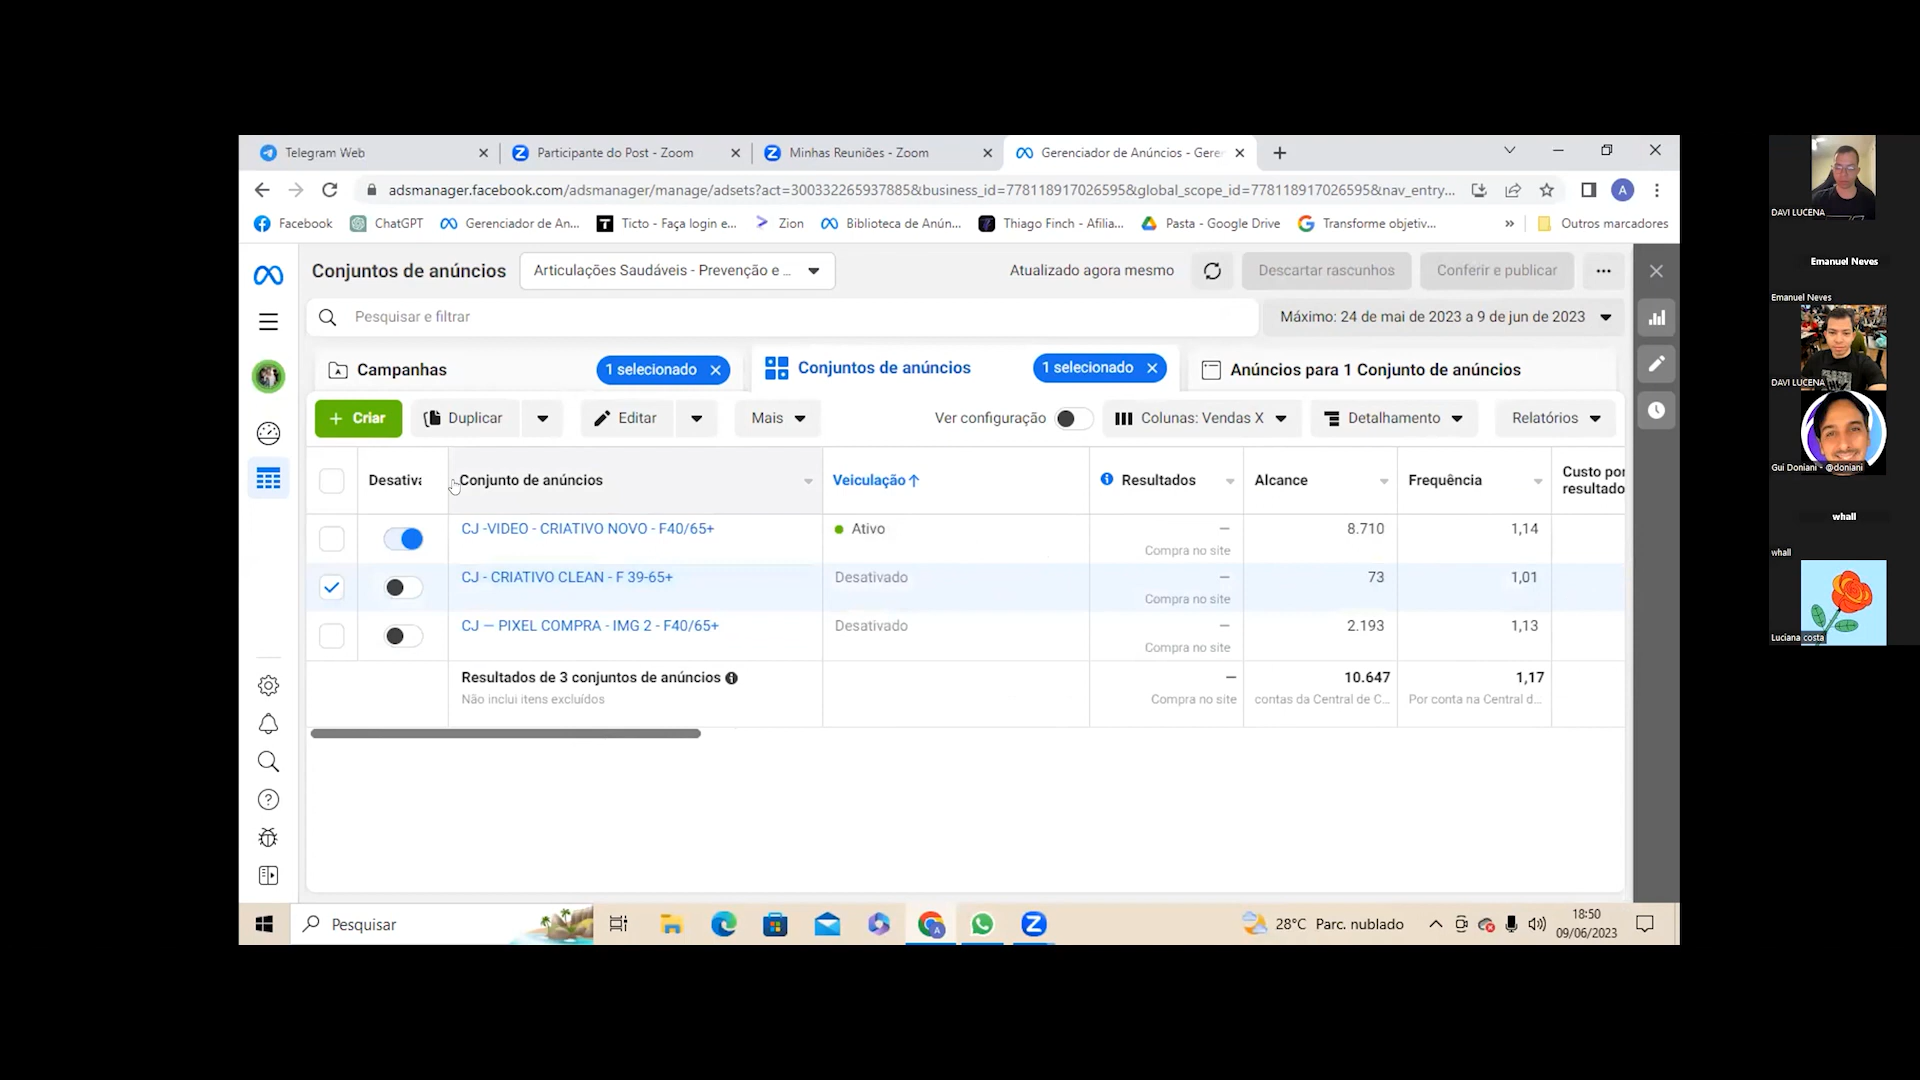 Telegram Web
Participante do Post - Zoom
Minhas Reuniões - Zoom
Gerenciador de Anúncios - Geren
adsmanager.facebook.com/adsmanager/manage/adsets?act=300332265937885&business_id=778118917026595&global_scope_id=778118917026595&nav_entry...
A
Facebook
ChatGPT
Gerenciador de An...
Ticto - Faça login e...
Zion
Biblioteca de Anún...
Thiago Finch - Afilia...
Pasta - Google Drive
Transforme objetiv...
»
Outros marcadores
Conjuntos de anúncios
Articulações Saudáveis - Prevenção e ...
Atualizado agora mesmo
Descartar rascunhos
Conferir e publicar
Pesquisar e filtrar
Máximo: 24 de mai de 2023 a 9 de jun de 2023
Campanhas
1 selecionado
Conjuntos de anúncios
1 selecionado
Anúncios para 1 Conjunto de anúncios
+ Criar
Duplicar
Editar
Mais
Ver configuração
Colunas: Vendas X
Detalhamento
Relatórios
Desativa
Conjunto de anúncios
Veiculação↑
Resultados
Alcance
Frequência
Custo por
resultado
CJ -VIDEO - CRIATIVO NOVO - F40/65+
Ativo
—
8.710
1,14
Compra no site
CJ - CRIATIVO CLEAN - F 39-65+
Desativado
—
73
1,01
Compra no site
CJ — PIXEL COMPRA - IMG 2 - F40/65+
Desativado
—
2.193
1,13
Compra no site
Resultados de 3 conjuntos de anúncios
—
10.647
1,17
Não inclui itens excluídos
Compra no site
contas da Central de C...
Por conta na Central d...
Pesquisar
28°C Parc. nublado
18:50
09/06/2023
DAVI LUCENA
Emanuel Neves
Emanuel Neves
DAVI LUCENA
Gui Doniani - @doniani
whall
whall
Luciana costa